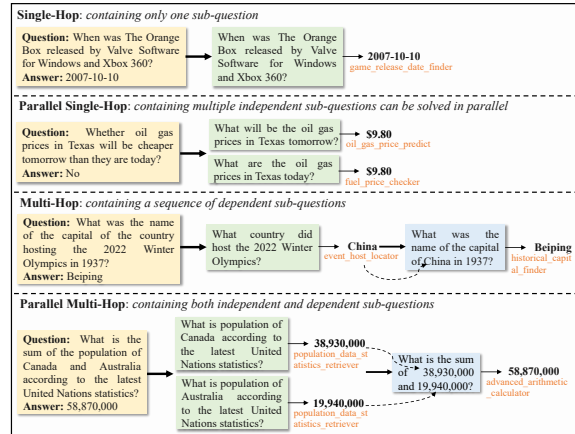 Single-Hop: containing only one sub-question
Question: When was The Orange
Box released by Valve Software
for Windows and Xbox 360?
Answer: 2007-10-10
When was The Orange
Box released by Valve
Software for Windows
and Xbox 360?
2007-10-10
game_release_date_finder
Parallel Single-Hop: containing multiple independent sub-questions can be solved in parallel
Question: Whether oil gas
prices in Texas will be cheaper
tomorrow than they are today?
Answer: No
What will be the oil gas
prices in Texas tomorrow?
$9.80
oil_gas_price_predict
What are the oil gas
prices in Texas today?
$9.80
fuel_price_checker
Multi-Hop: containing a sequence of dependent sub-questions
Question: What was the name
of the capital of the country
hosting the 2022 Winter
Olympics in 1937?
Answer: Beiping
What country did
host the 2022 Winter
Olympics?
China
event_host_locator
What was the
name of the capital
of China in 1937?
Beiping
historical_capit
al_finder
Parallel Multi-Hop: containing both independent and dependent sub-questions
Question: What is the
sum of the population of
Canada and Australia
according to the latest
United Nations statistics?
Answer: 58,870,000
What is population of
Canada according to
the latest United
Nations statistics?
38,930,000
population_data_st
atistics_retriever
What is population of
Australia according
to the latest United
Nations statistics?
19,940,000
population_data_st
atistics_retriever
What is the sum
of 38,930,000
and 19,940,000?
58,870,000
advanced_arithmetic
_calculator